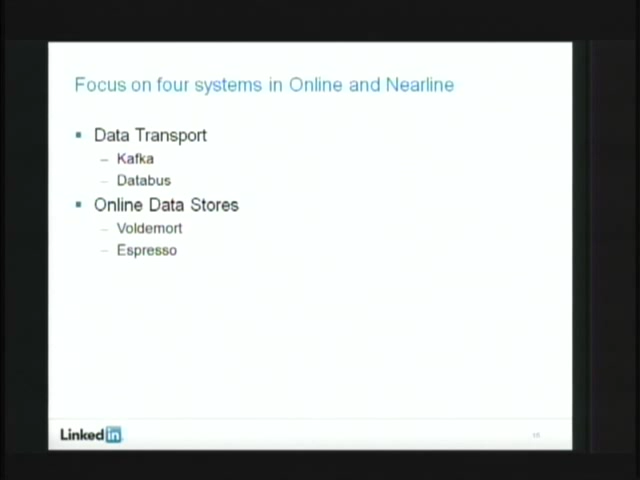 Focus on four systems in Online and Nearline
Data Transport
– Kafka
– Databus
Online Data Stores
– Voldemort
– Espresso
Linkedin